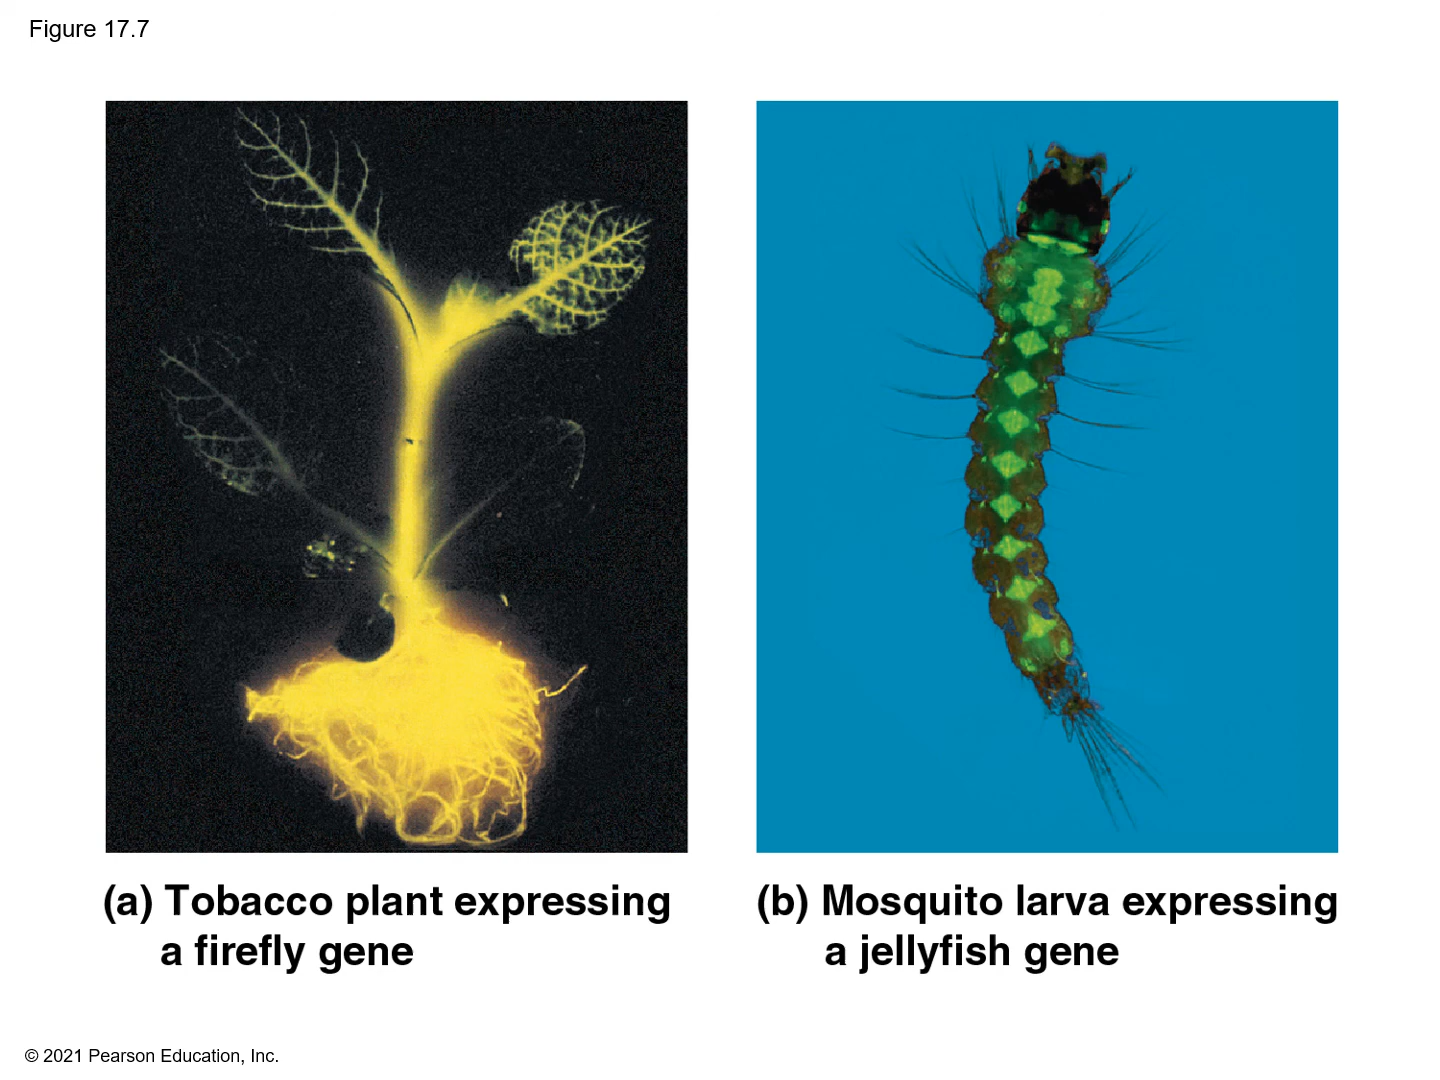 Figure 17.7
(a) Tobacco plant expressing
a firefly gene
(b) Mosquito larva expressing
a jellyfish gene
© 2021 Pearson Education, Inc.